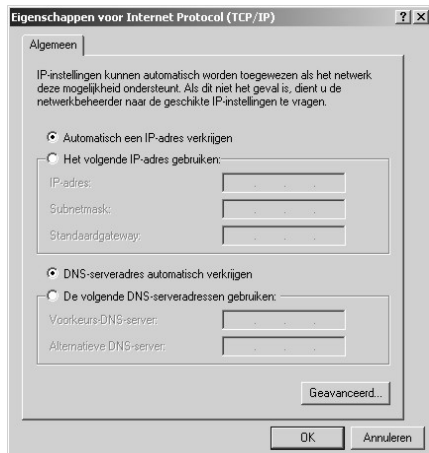 Eigenschappen voor Internet Protocol (TCP/IP)
Algemeen
IP-instellingen kunnen automatisch worden toegewezen als het netwerk
deze mogelijkheid ondersteunt. Als dit niet het geval is, dient u de
netwerkbeheerder naar de geschikte IP-instellingen te vragen.
Automatisch een IP-adres verkrijgen
Het volgende IP-adres gebruiken:
IP-adres:
Subnetmask:
Standaardgateway:
DNS-serveradres automatisch verkrijgen
De volgende DNS-serveradressen gebruiken:
Voorkeurs-DNS-server:
Alternatieve DNS-server:
Geavanceerd...
OK Annuleren